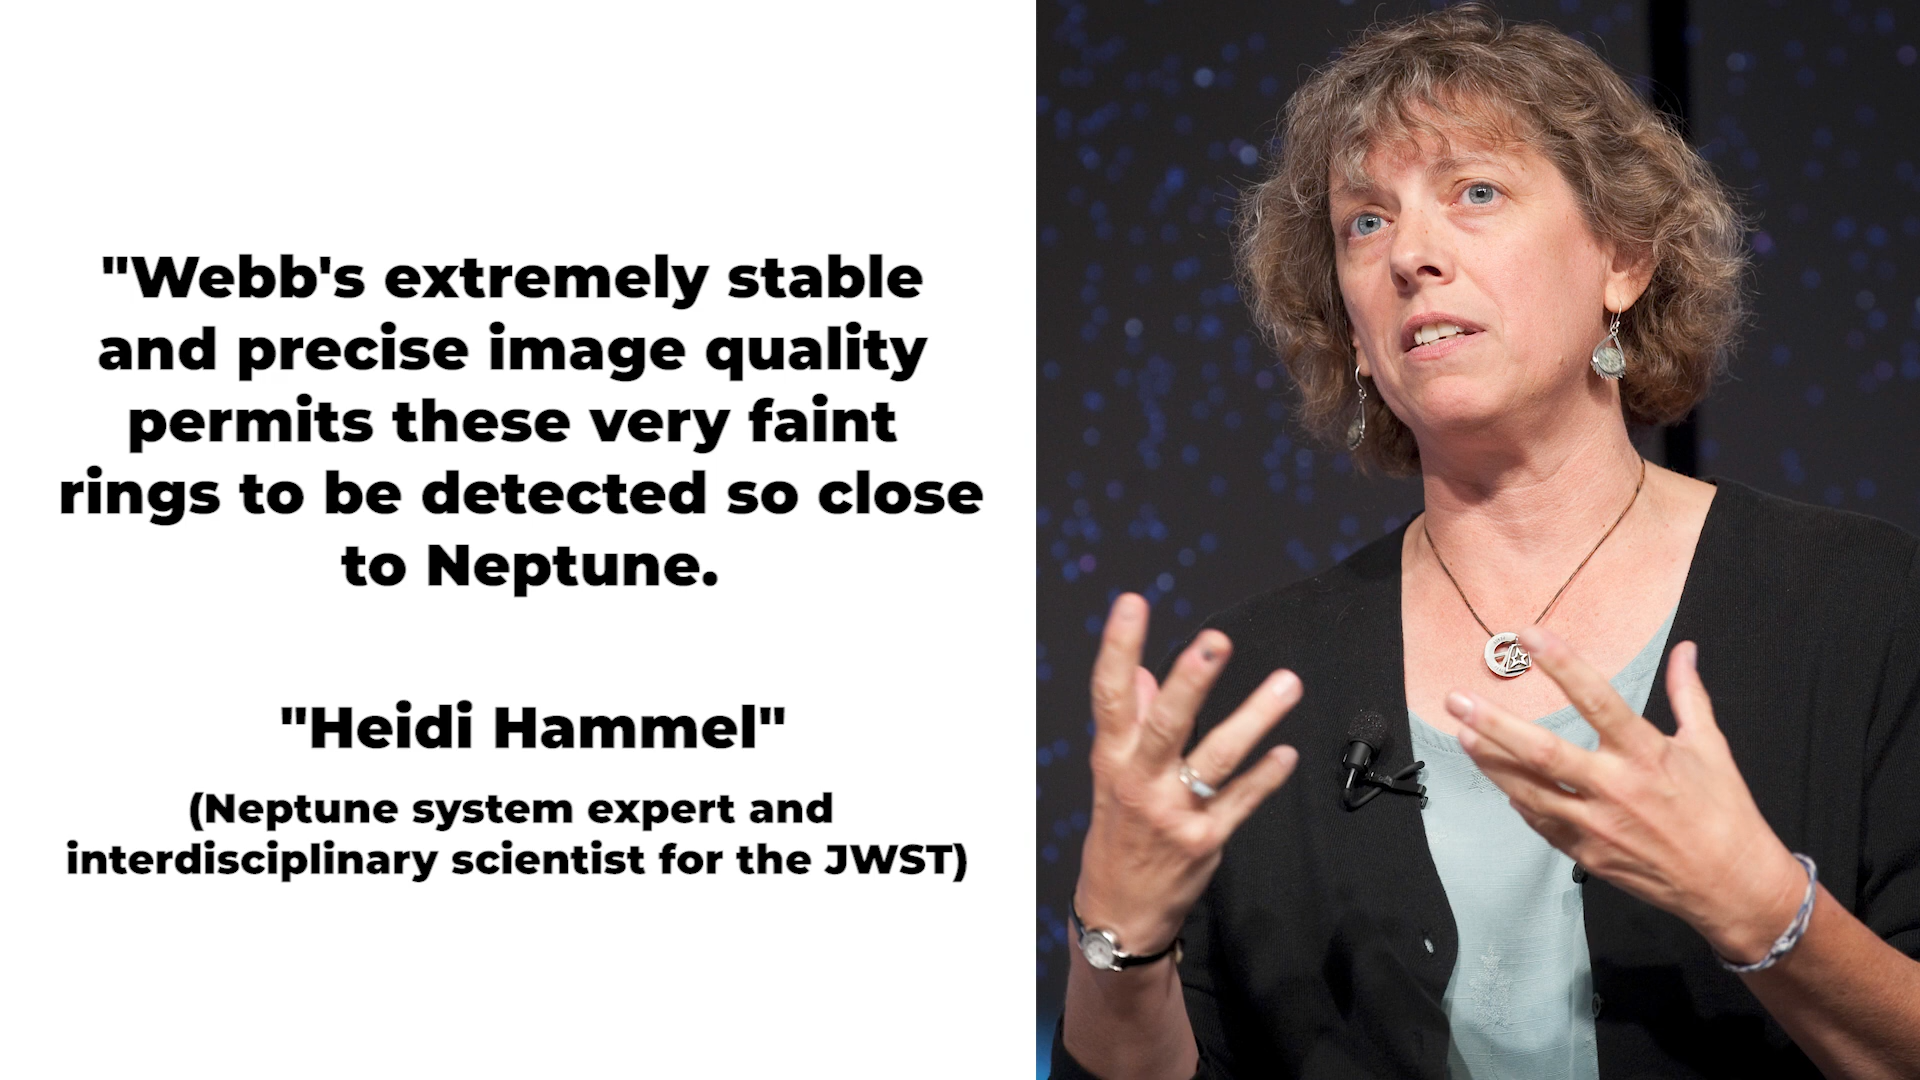 "Webb's extremely stable
and precise image quality
permits these very faint
rings to be detected so close
to Neptune.
"Heidi Hammel"
(Neptune system expert and
interdisciplinary scientist for the JWST)